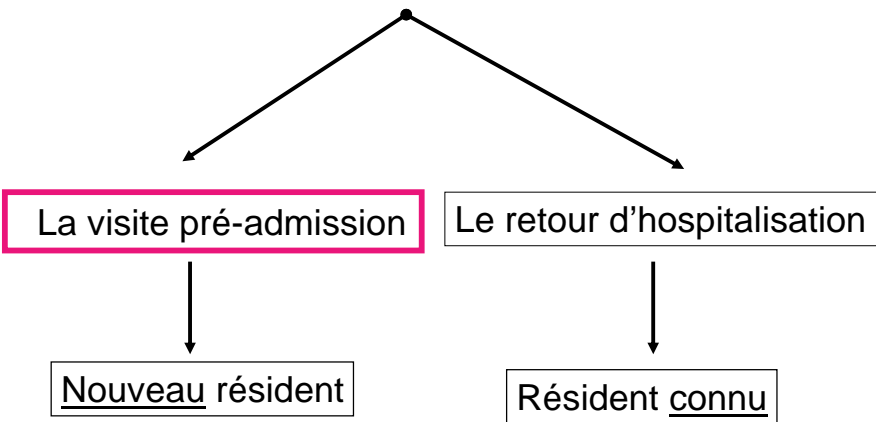 La visite pré-admission
Le retour d’hospitalisation
Nouveau résident
Résident connu